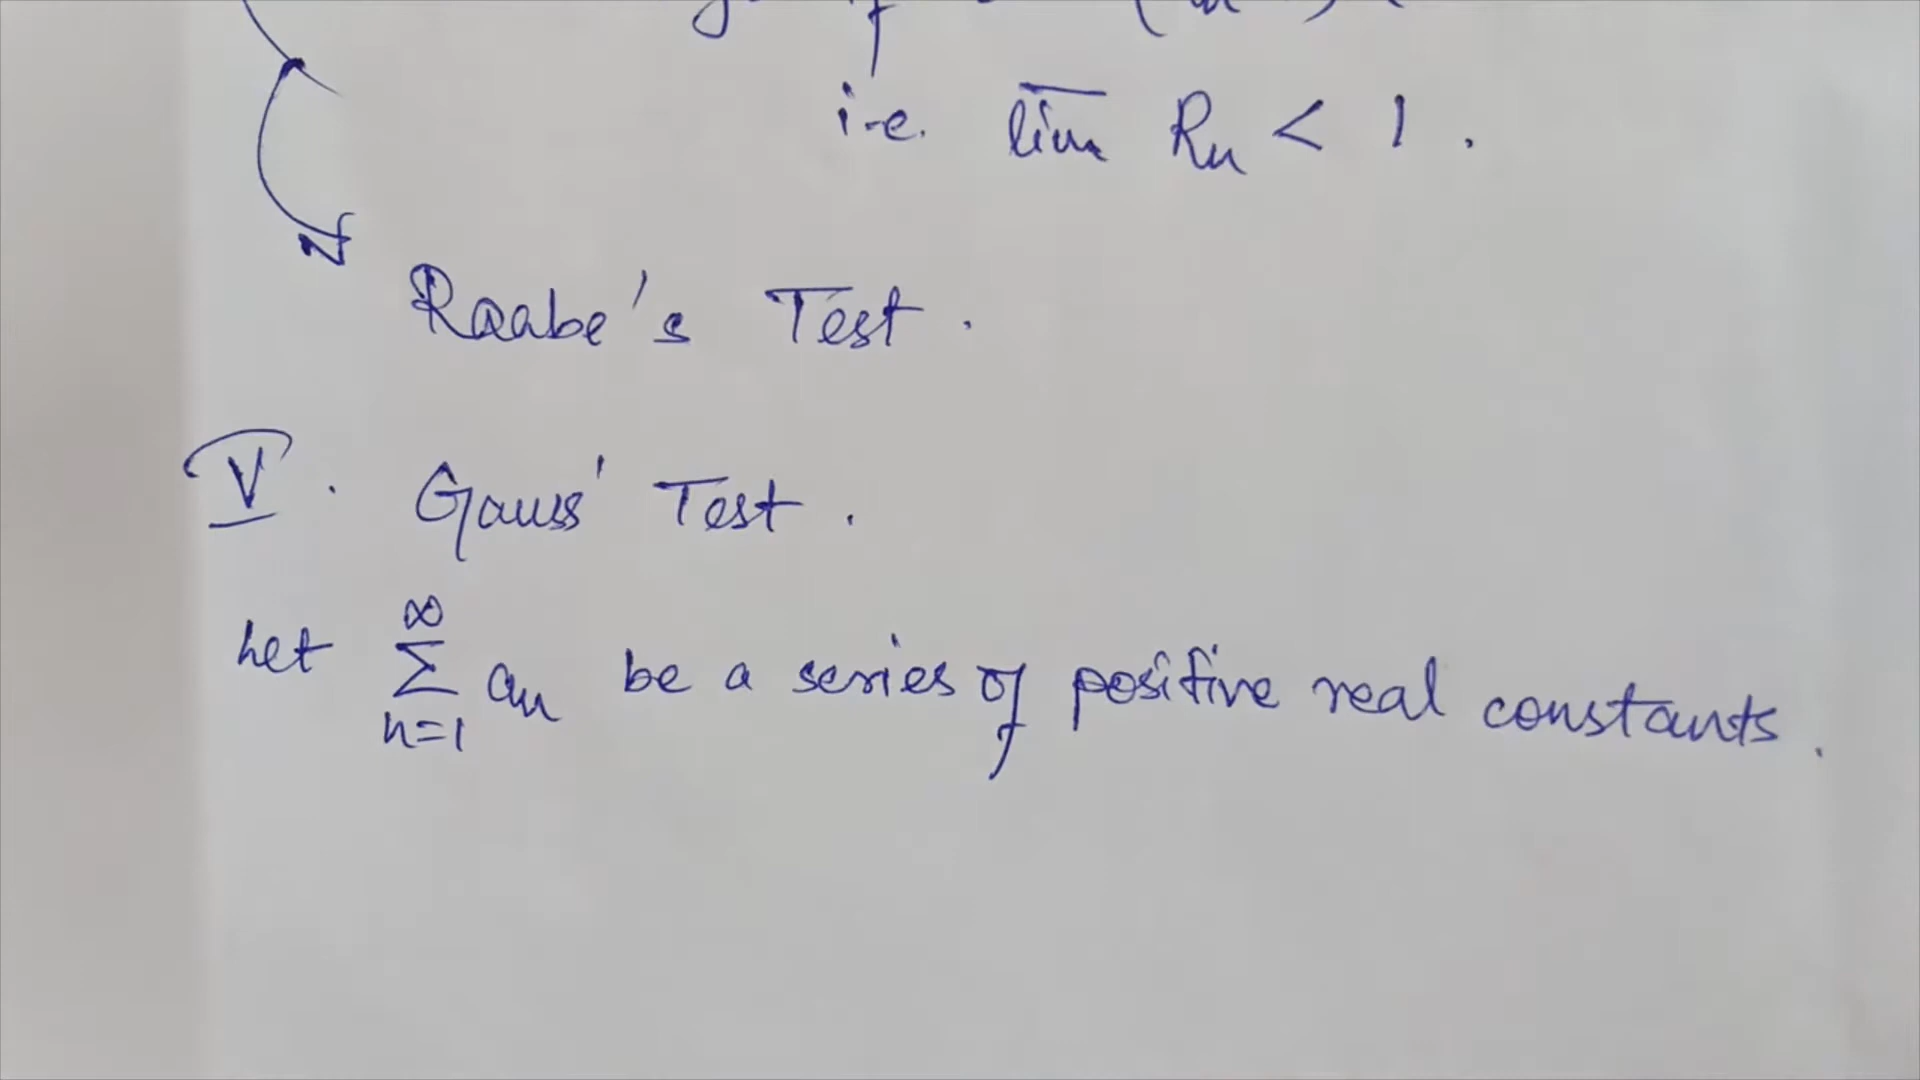 i.e. lim Rn < 1.
Raabe's Test.
V. Gauss' Test.
Let ∞ Σ n=1 an be a series of positive real constants.